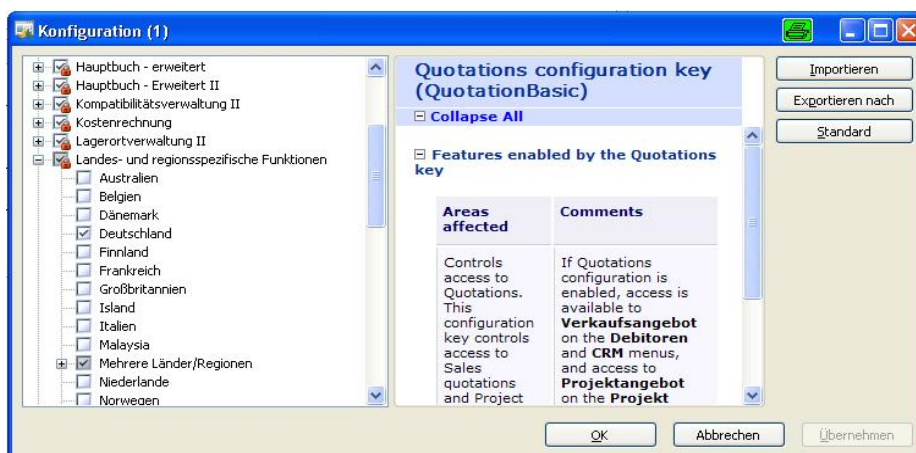 Konfiguration (1)
Hauptbuch - erweitert
Hauptbuch - Erweitert II
Kompatibilitätsverwaltung II
Kostenrechnung
Lagerortverwaltung II
Landes- und regionsspezifische Funktionen
Australien
Belgien
Dänemark
Deutschland
Finnland
Frankreich
Großbritannien
Island
Italien
Malaysia
Mehrere Länder/Regionen
Niederlande
Norwegen
Quotations configuration key
(QuotationBasic)
Collapse All
Features enabled by the Quotations
key
Areas
affected
Comments
Controls
access to
Quotations.
This
configuration
key controls
access to
Sales
quotations
and Project
If Quotations
configuration is
enabled, access is
available to
Verkaufsangebot
on the Debitoren
and CRM menus,
and access to
Projektangebot
on the Projekt
Importieren
Exportieren nach
Standard
OK
Abbrechen
Übernehmen